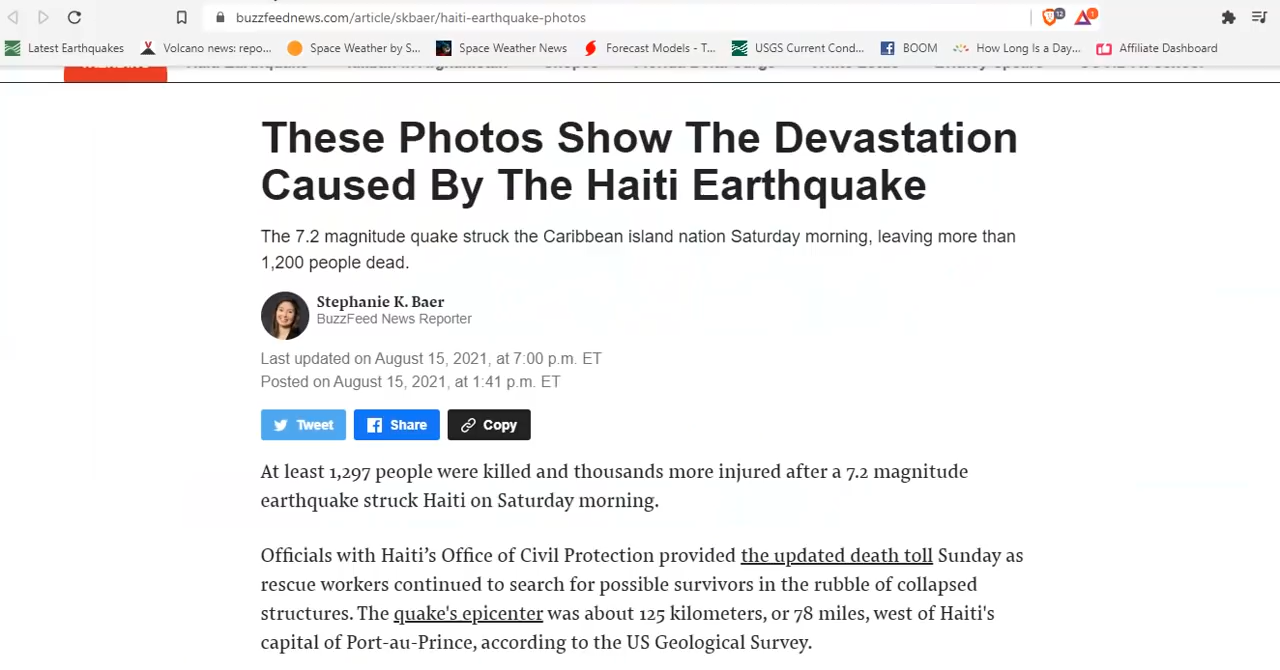 buzzfeednews.com/article/skbaer/haiti-earthquake-photos
12
1
Latest Earthquakes
Volcano news: repo...
Space Weather by S...
Space Weather News
Forecast Models - T...
USGS Current Cond...
BOOM
How Long Is a Day...
Affiliate Dashboard
These Photos Show The Devastation
Caused By The Haiti Earthquake
The 7.2 magnitude quake struck the Caribbean island nation Saturday morning, leaving more than
1,200 people dead.
Stephanie K. Baer
BuzzFeed News Reporter
Last updated on August 15, 2021, at 7:00 p.m. ET
Posted on August 15, 2021, at 1:41 p.m. ET
Tweet
Share
Copy
At least 1,297 people were killed and thousands more injured after a 7.2 magnitude
earthquake struck Haiti on Saturday morning.
Officials with Haiti's Office of Civil Protection provided the updated death toll Sunday as
rescue workers continued to search for possible survivors in the rubble of collapsed
structures. The quake's epicenter was about 125 kilometers, or 78 miles, west of Haiti's
capital of Port-au-Prince, according to the US Geological Survey.